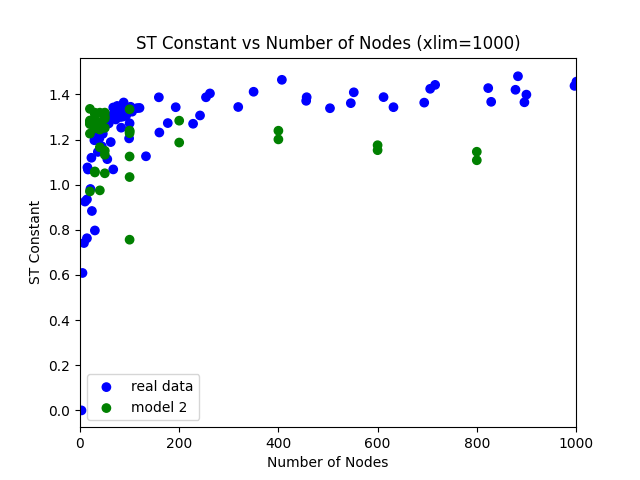 ST Constant vs Number of Nodes (xlim=1000)
ST Constant
1.4
1.2
1.0
0.8
0.6
0.4
0.2
0.0
real data
model 2
0 200 400 600 800 1000
Number of Nodes